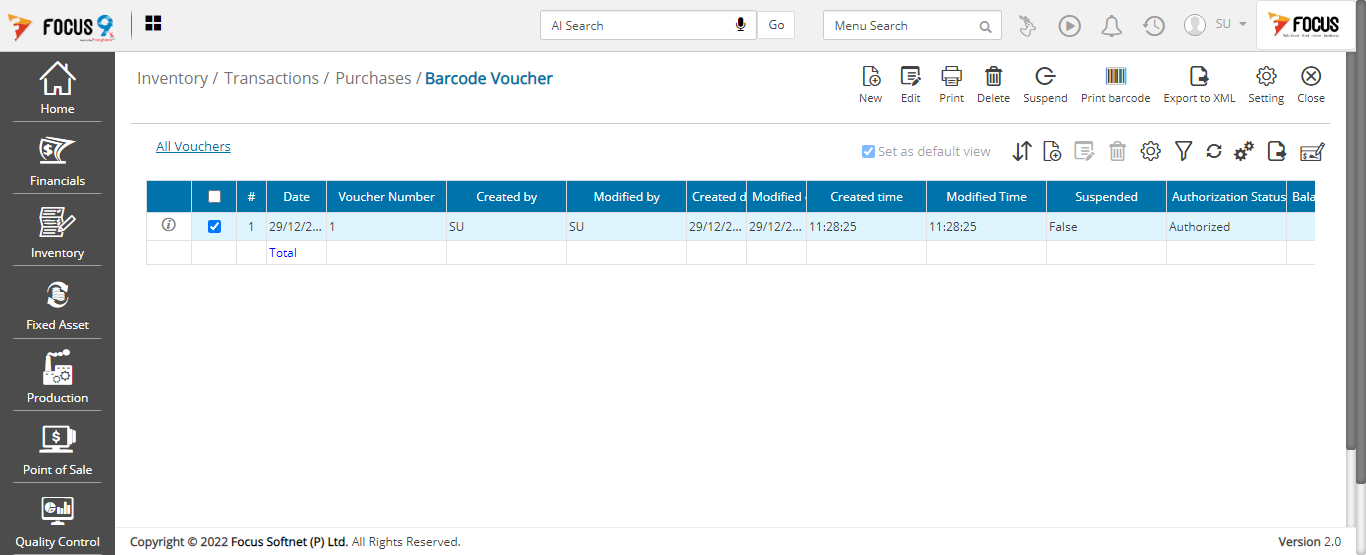 FOCUS 9
AI Search
Go
Menu Search
SU
FOCUS
Home
Financials
Inventory
Fixed Asset
Production
Point of Sale
Quality Control
Inventory / Transactions / Purchases / Barcode Voucher
New Edit Print Delete Suspend Print barcode Export to XML Setting Close
All Vouchers
Set as default view
# Date Voucher Number Created by Modified by Created d Modified Created time Modified Time Suspended Authorization Status Bala
1 29/12/2... 1 SU SU 29/12/2... 29/12/2... 11:28:25 11:28:25 False Authorized
Total
Copyright © 2022 Focus Softnet (P) Ltd. All Rights Reserved.
Version 2.0